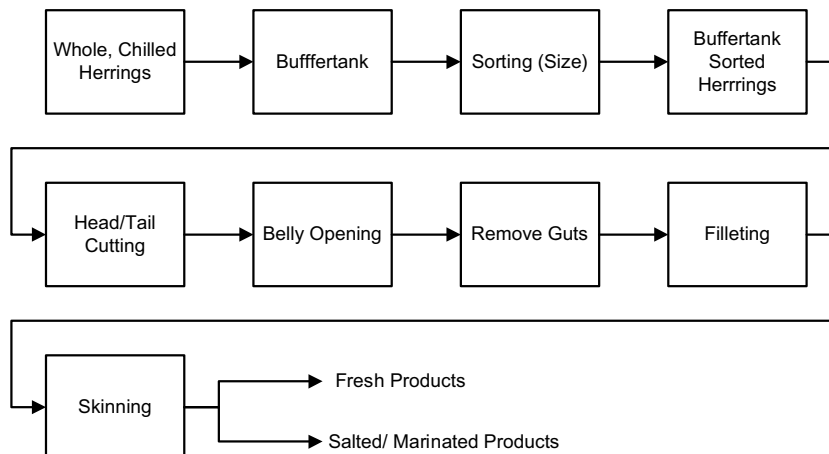 Whole, Chilled
Herrings
Bufffertank
Sorting (Size)
Buffertank
Sorted
Herrrings
Head/Tail
Cutting
Belly Opening
Remove Guts
Filleting
Skinning
Fresh Products
Salted/ Marinated Products